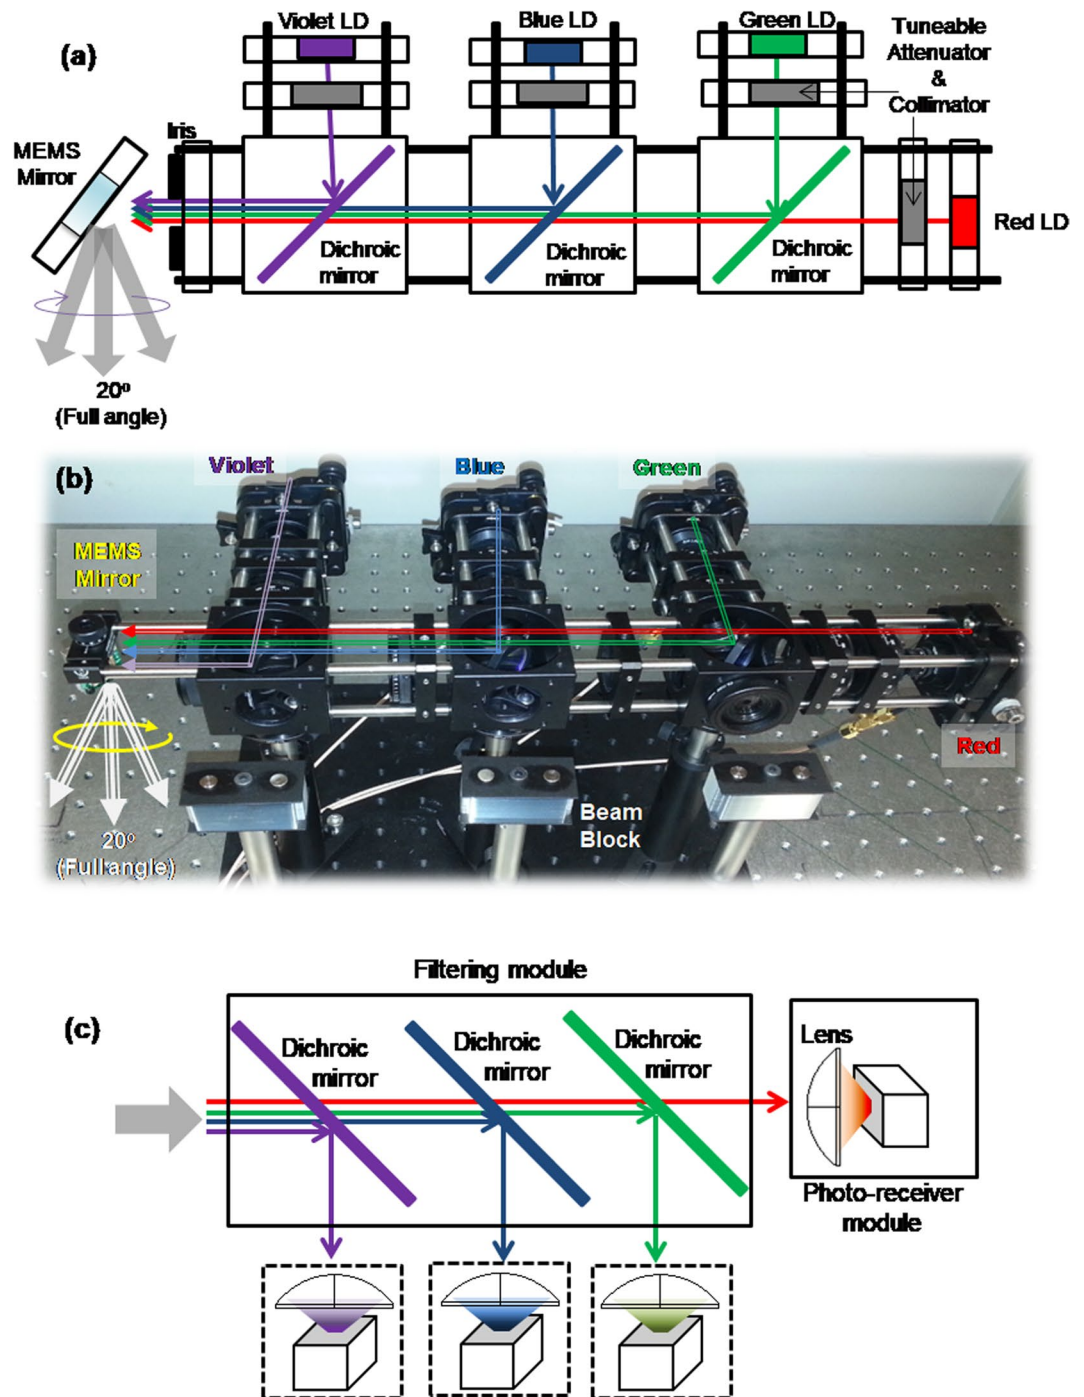 (a)
Violet LD
Blue LD
Green LD
Tuneable
Attenuator
&
Collimator
Iris
MEMS
Mirror
Red LD
Dichroic
mirror
Dichroic
mirror
Dichroic
mirror
20º
(Full angle)
(b)
Violet
Blue
Green
MEMS
Mirror
Red
Beam
Block
20º
(Full angle)
Filtering module
(c)
Dichroic
mirror
Dichroic
mirror
Dichroic
mirror
Lens
Photo-receiver
module